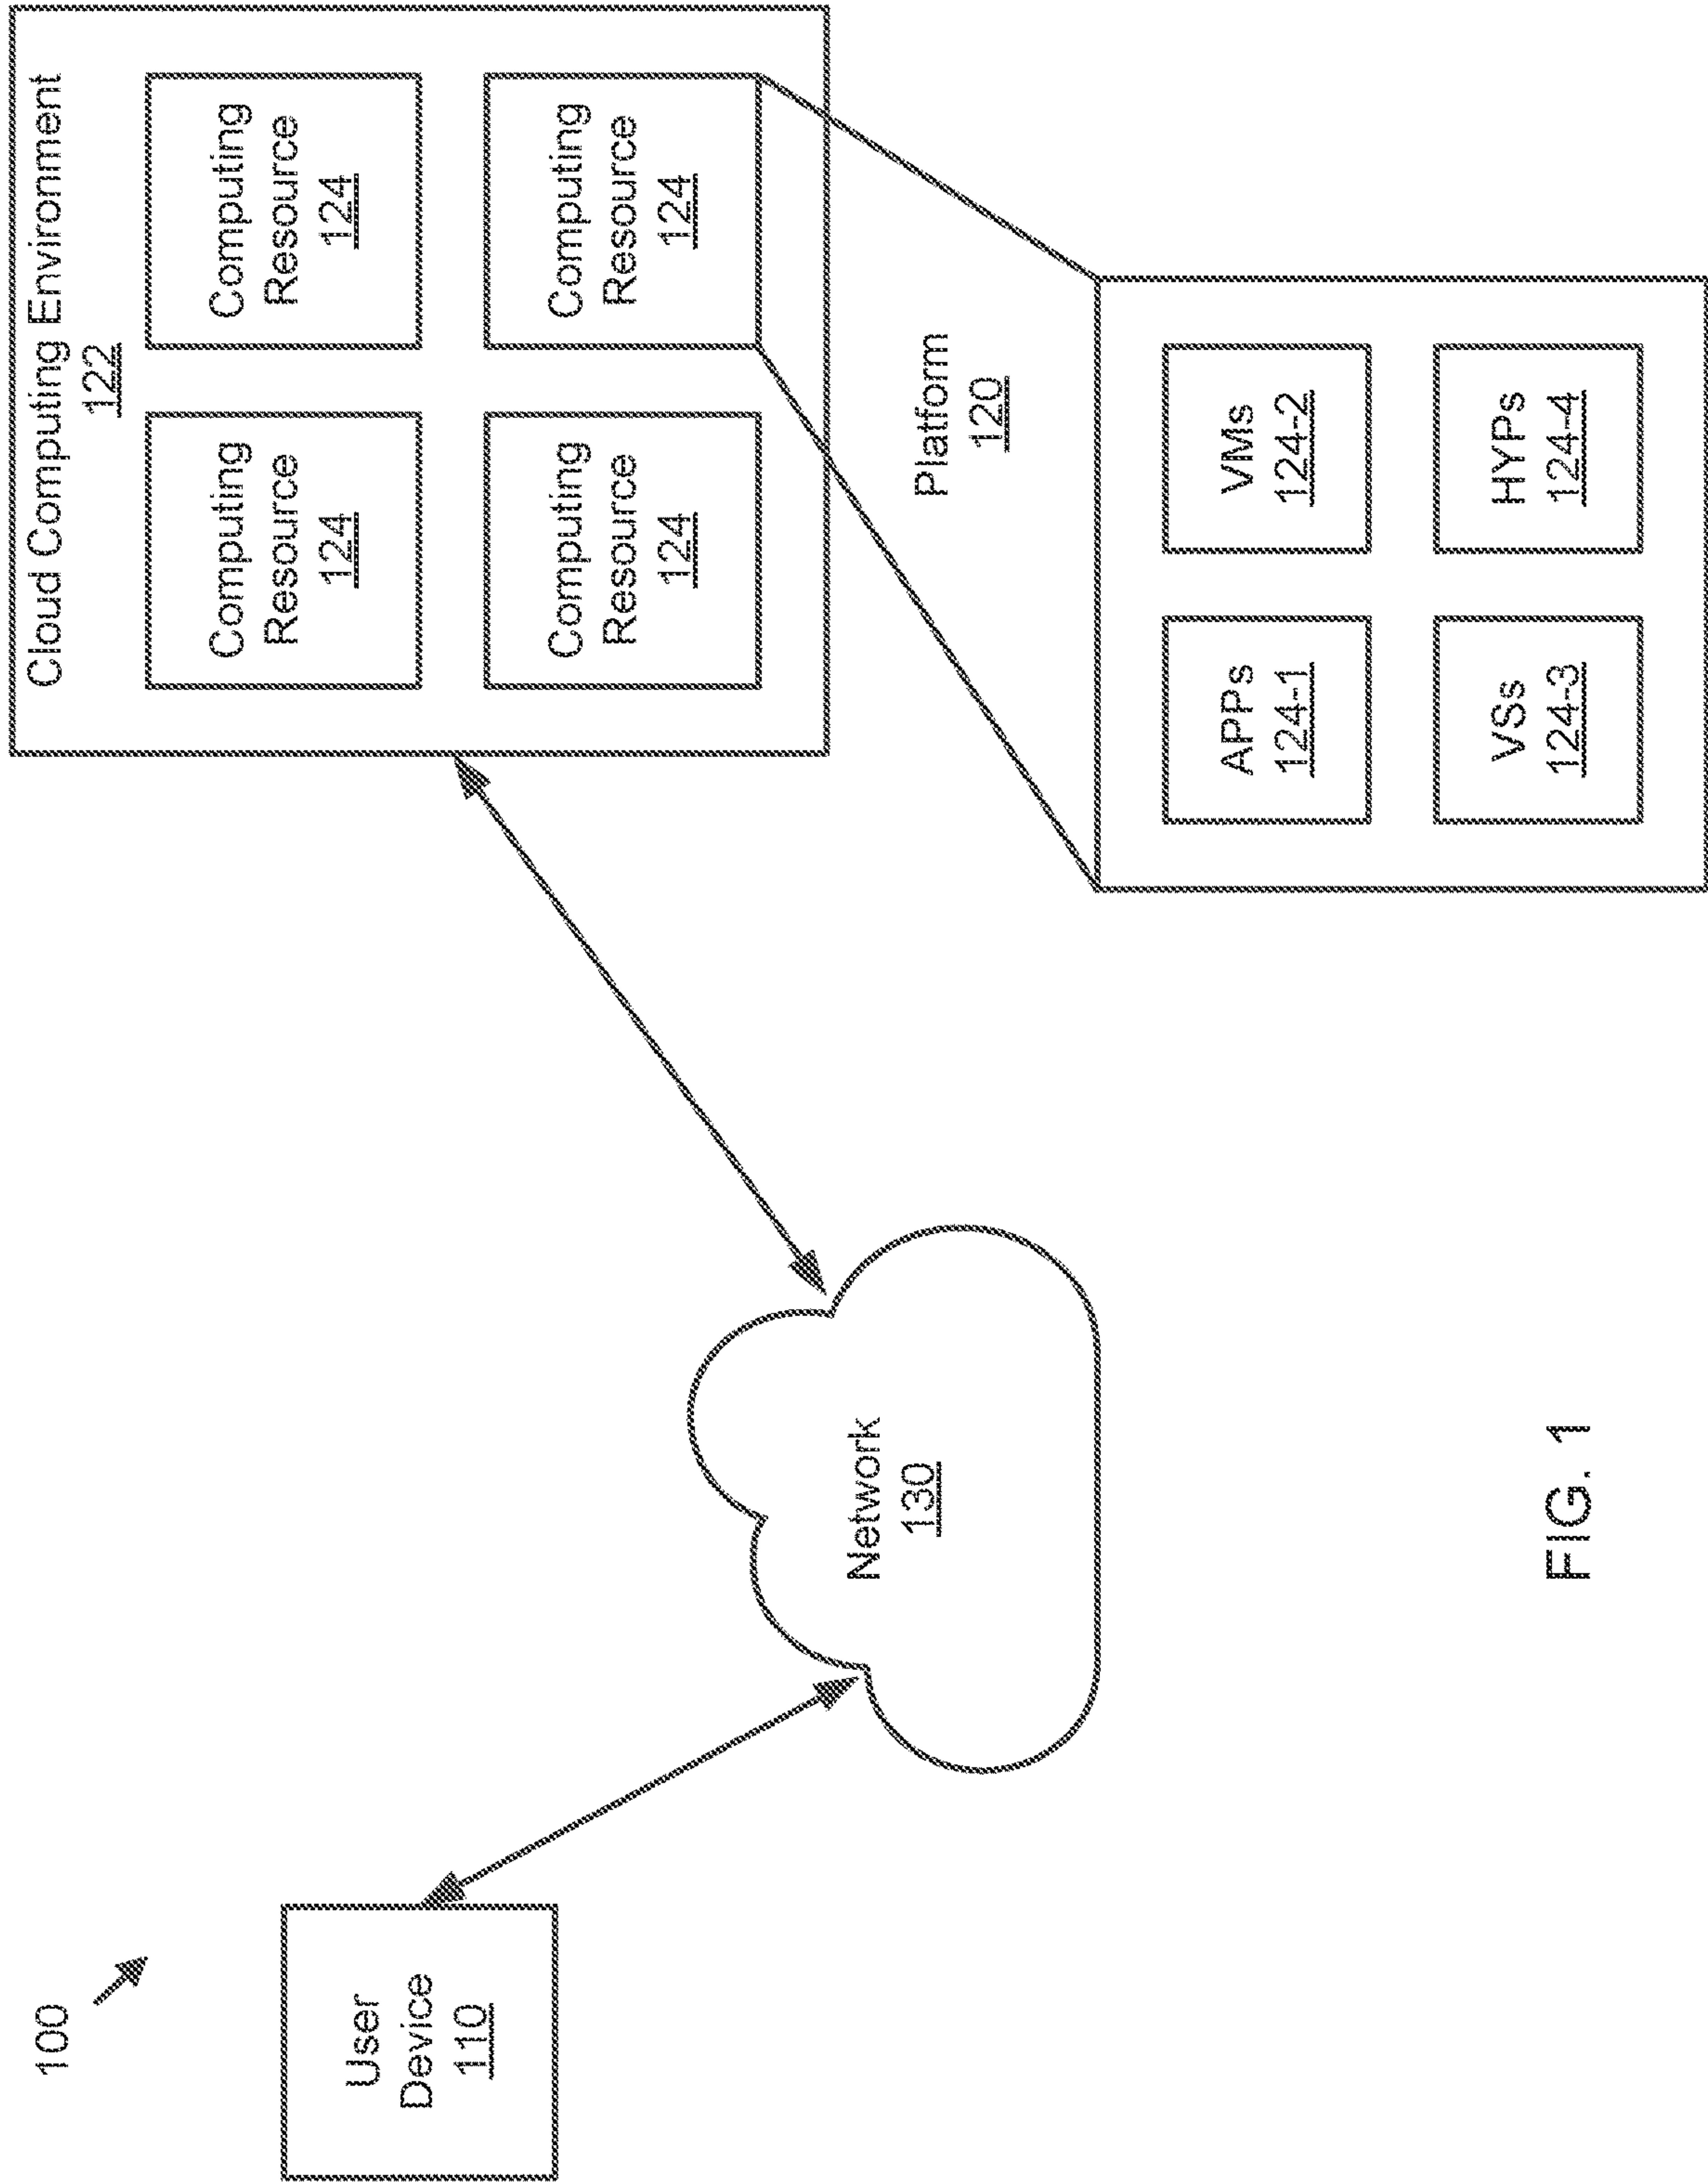 100
User
Device
110
Network
130
Cloud Computing Environment
122
Computing
Resource
124
Computing
Resource
124
Computing
Resource
124
Computing
Resource
124
Platform
120
APPs
124-1
VMs
124-2
VSs
124-3
HYPs
124-4
FIG. 1